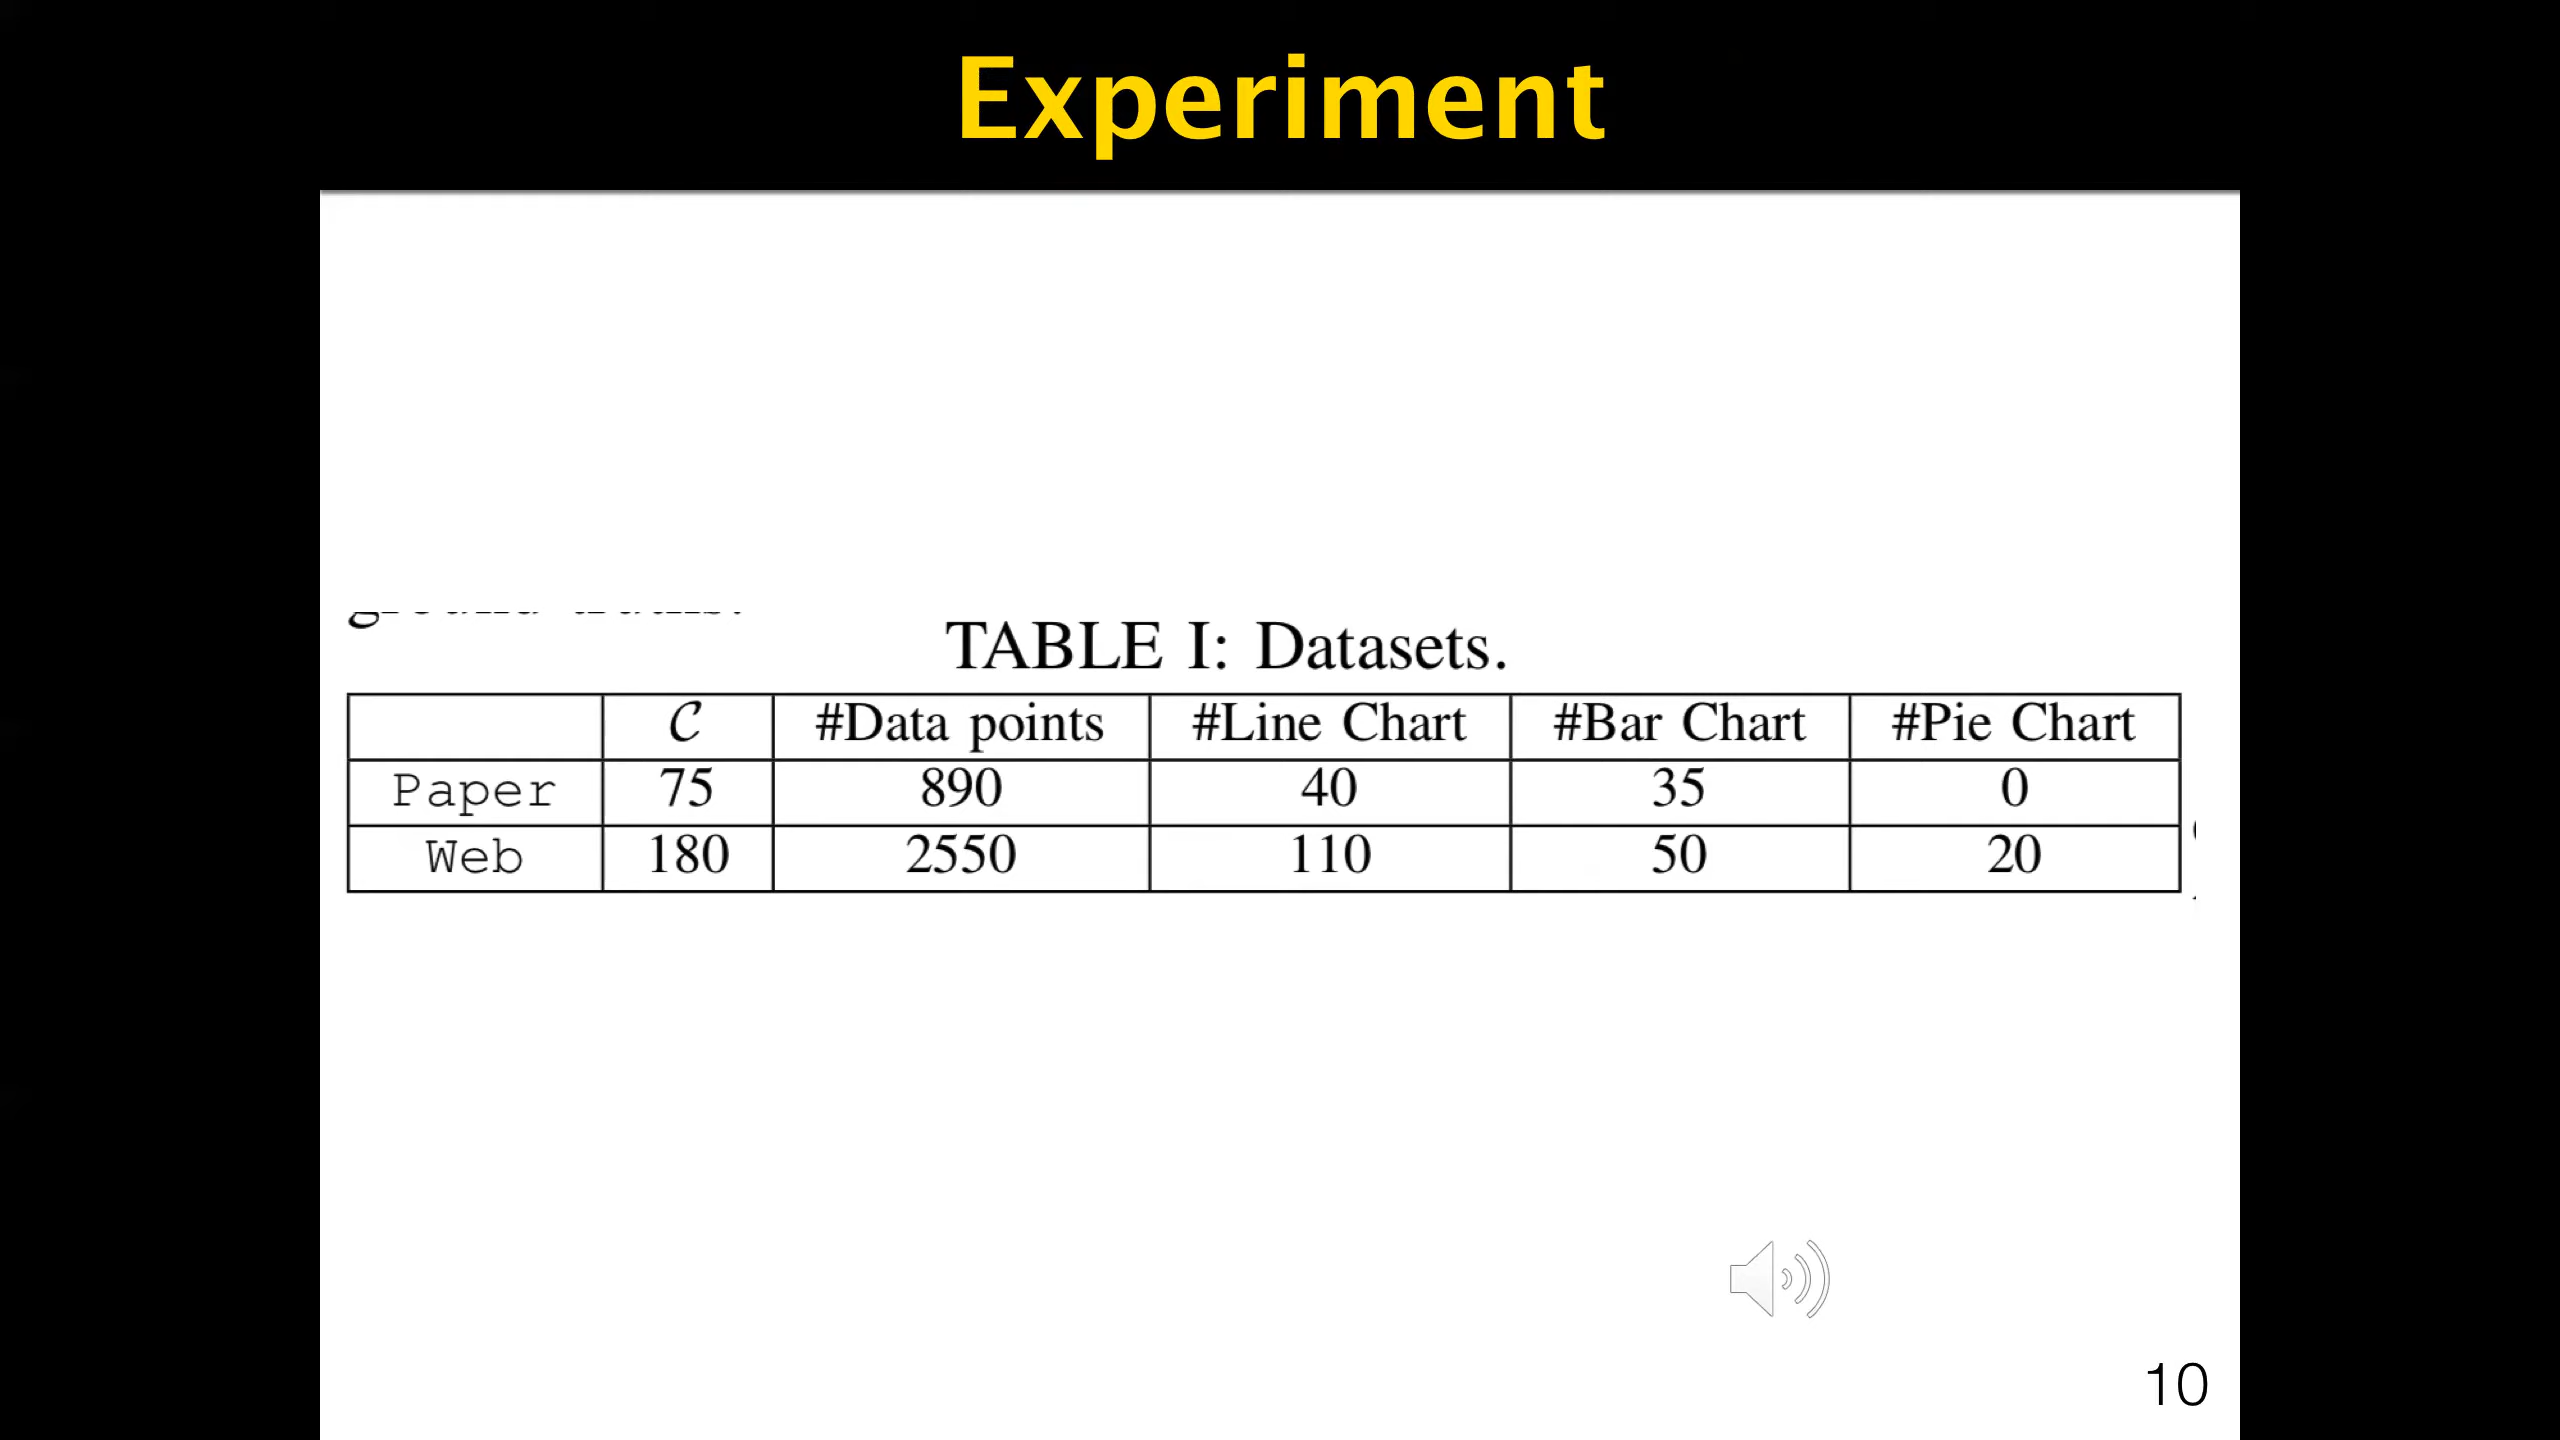 Experiment
TABLE I: Datasets.
C #Data points #Line Chart #Bar Chart #Pie Chart
Paper 75 890 40 35 0
Web 180 2550 110 50 20
10